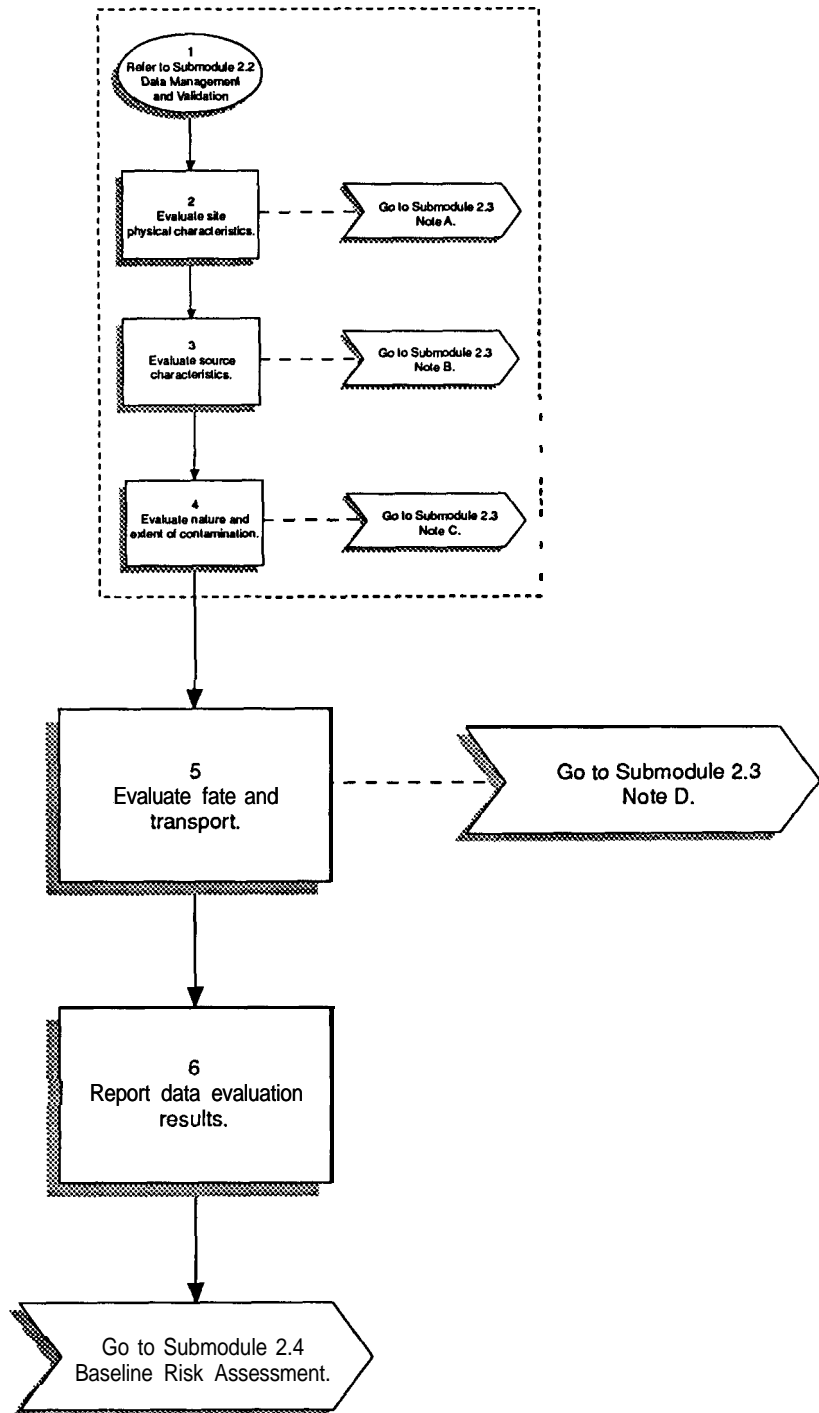 1
Refer to Submodule 2.2
Data Management
and Validation
2
Evaluate site
physical characteristics.
Go to Submodule 2.3
Note A.
3
Evaluate source
characteristics.
Go to Submodule 2.3
Note B.
4
Evaluate nature and
extent of contamination.
Go to Submodule 2.3
Note C.
5
Evaluate fate and
transport.
Go to Submodule 2.3
Note D.
6
Report data evaluation
results.
Go to Submodule 2.4
Baseline Risk Assessment.